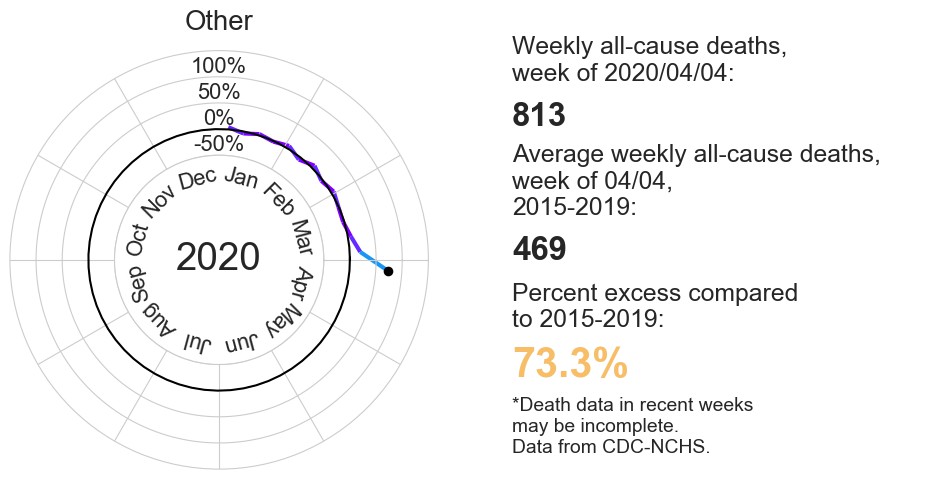 Other
100%
50%
0%
-50%
Jan
Feb
Mar
Apr
May
Jun
Jul
Aug
Sep
Oct
Nov
Dec
2020
Weekly all-cause deaths,
week of 2020/04/04:
813
Average weekly all-cause deaths,
week of 04/04,
2015-2019:
469
Percent excess compared
to 2015-2019:
73.3%
*Death data in recent weeks
may be incomplete.
Data from CDC-NCHS.